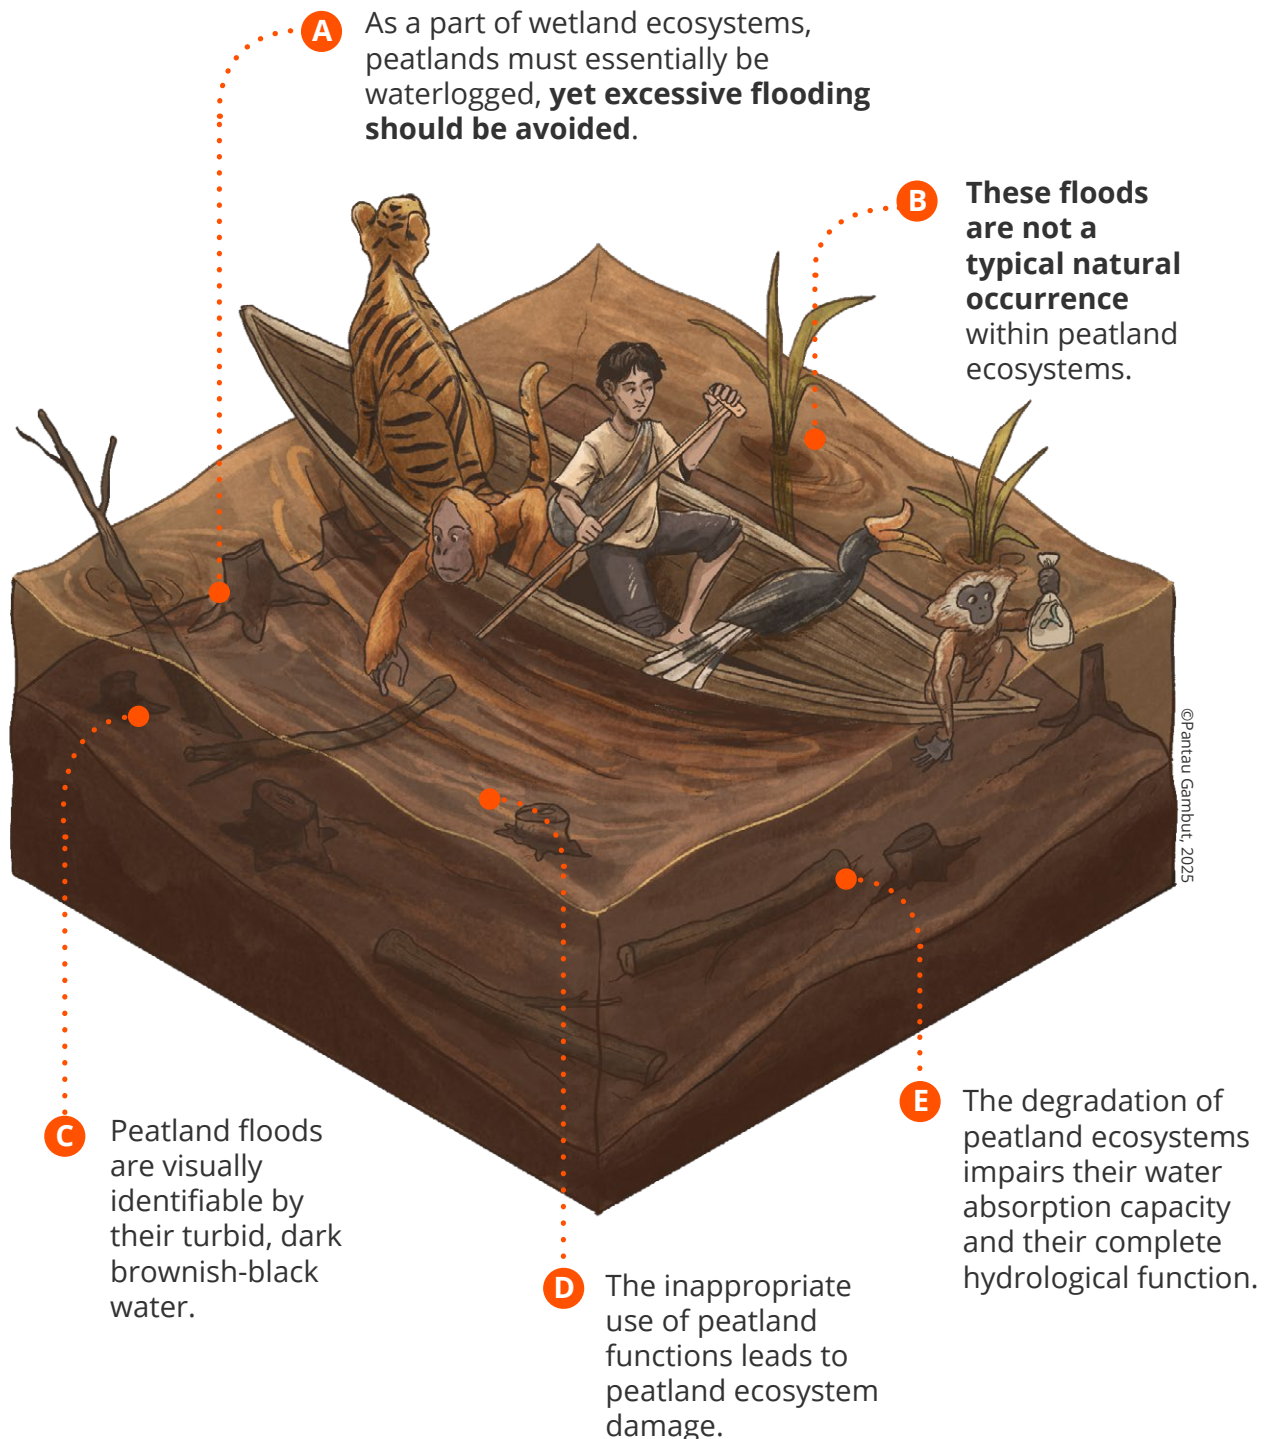 A
As a part of wetland ecosystems,
peatlands must essentially be
waterlogged, yet excessive flooding
should be avoided.
B
These floods
are not a
typical natural
occurrence
within peatland
ecosystems.
©Pantau Gambut, 2025
C
Peatland floods
are visually
identifiable by
their turbid, dark
brownish-black
water.
D
The inappropriate
use of peatland
functions leads to
peatland ecosystem
damage.
E
The degradation of
peatland ecosystems
impairs their water
absorption capacity
and their complete
hydrological function.